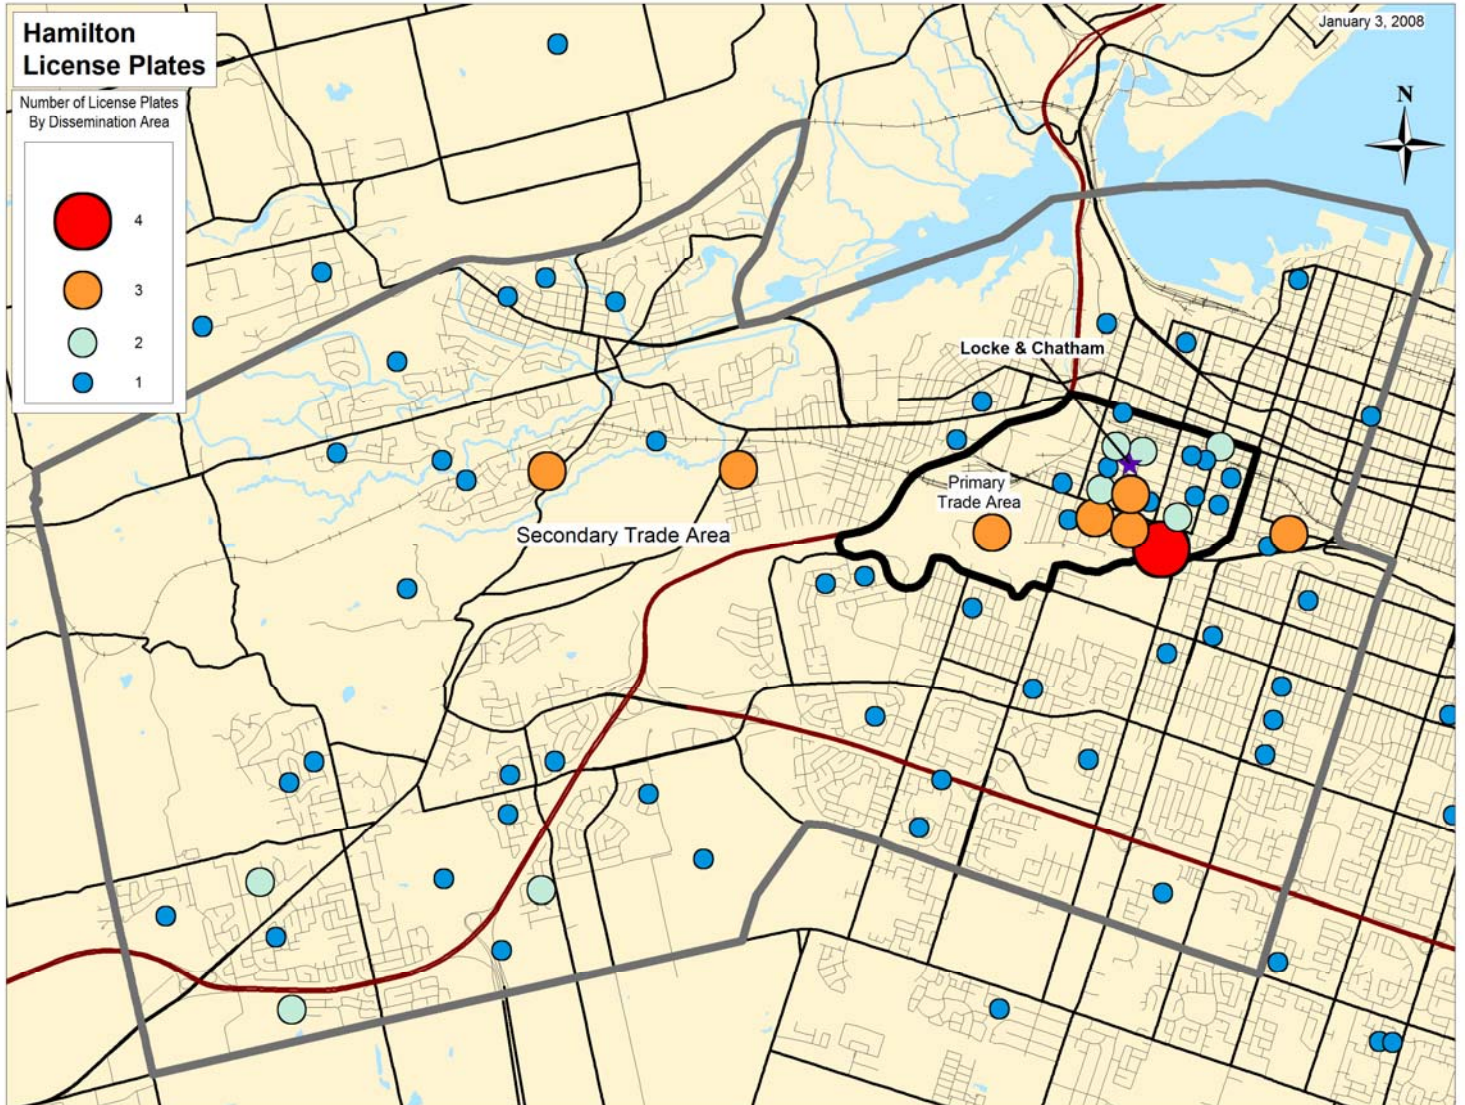 Hamilton
License Plates
January 3, 2008
Number of License Plates
By Dissemination Area
4
3
2
1
N
Locke & Chatham
Primary
Trade Area
Secondary Trade Area